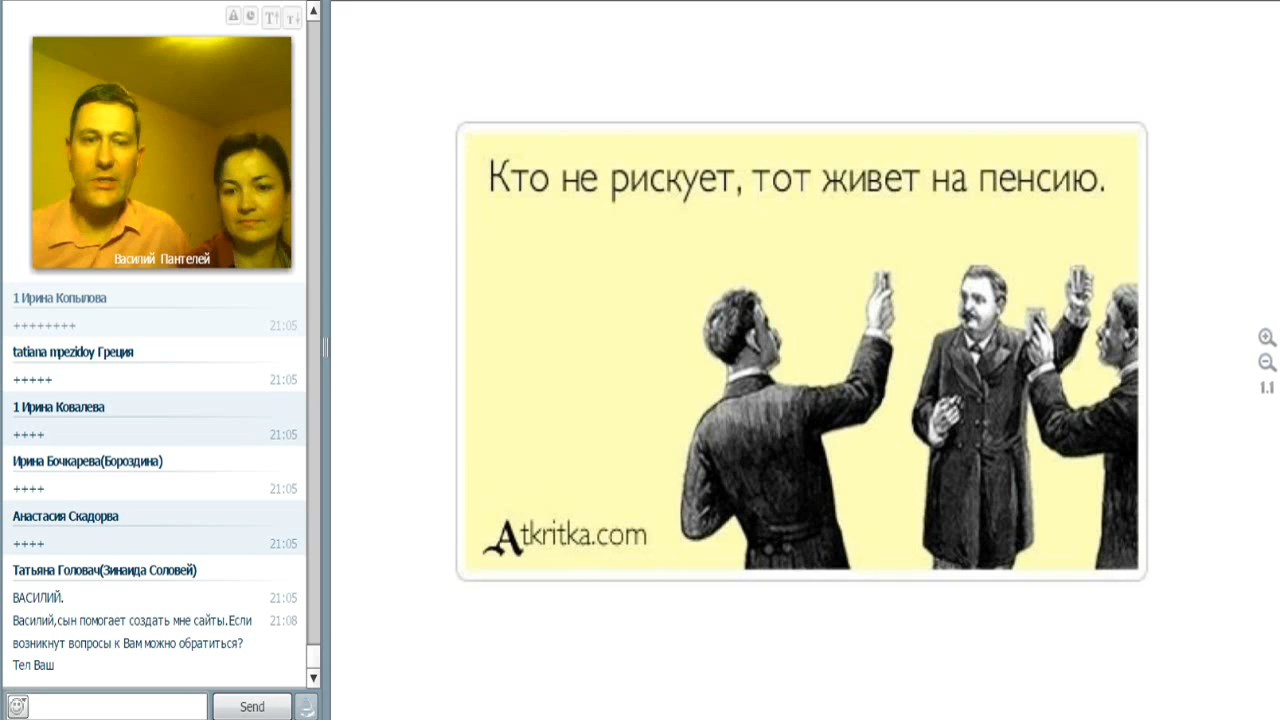 Василий Пантелей
1 Ирина Копылова
++++++++ 21:05
tatiana mpezidoy Греция
+++++ 21:05
1 Ирина Ковалева
++++ 21:05
Ирина Бочкарева(Бороздина)
++++ 21:05
Анастасия Скадорва
++++ 21:05
Татьяна Головач(Зинаида Соловей)
ВАСИЛИЙ. 21:05
Василий,сын помогает создать мне сайты.Если 21:08
возникнут вопросы к Вам можно обратиться?
Тел Ваш
Send
Кто не рискует, тот живет на пенсию.
Atkritka.com
1:1